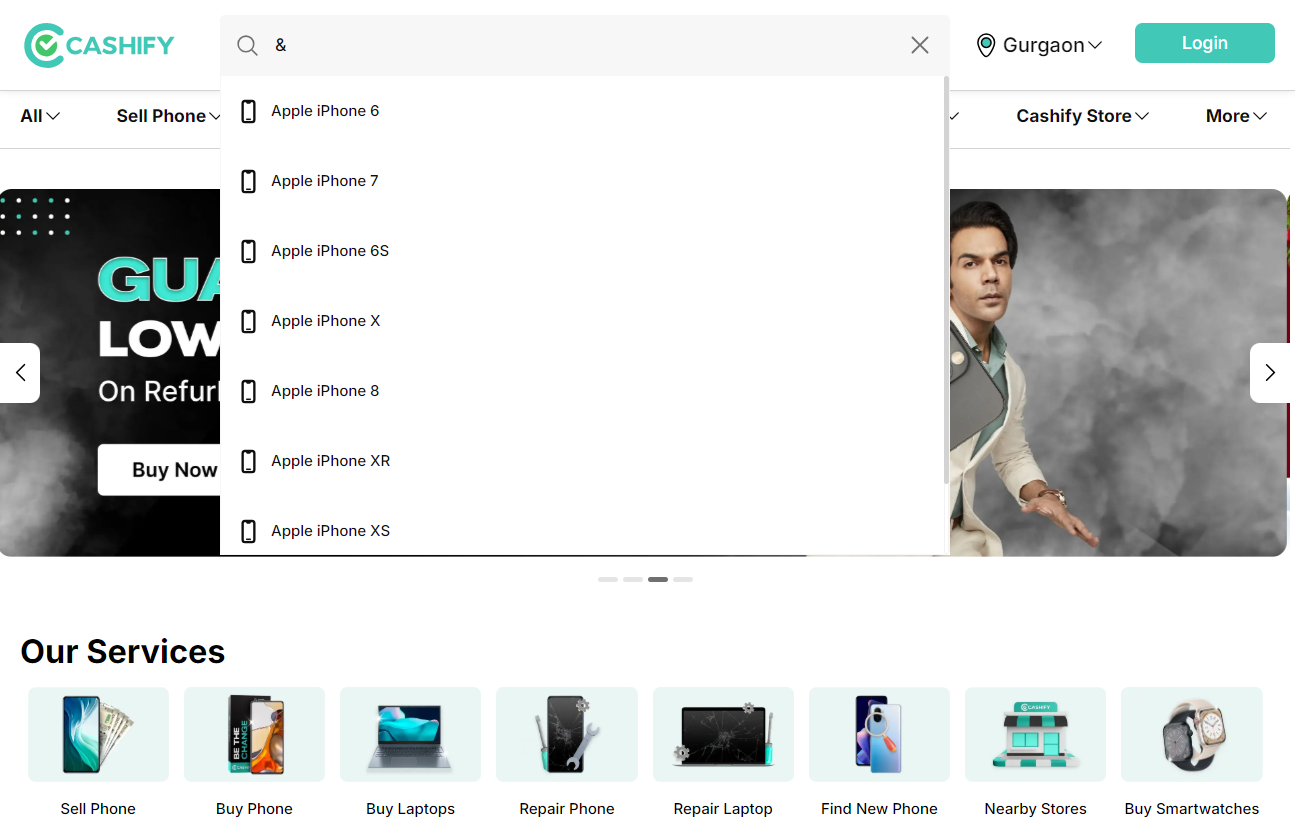 CASHIFY
&
Gurgaon
Login
All
Sell Phone
Cashify Store
More
Apple iPhone 6
Apple iPhone 7
Apple iPhone 6S
Apple iPhone X
Apple iPhone 8
Apple iPhone XR
Apple iPhone XS
GUA
LOW
On Refur
Buy Now
Our Services
BE THE
CHANGE
CASHIFY
Sell Phone
Buy Phone
Buy Laptops
Repair Phone
Repair Laptop
Find New Phone
Nearby Stores
Buy Smartwatches